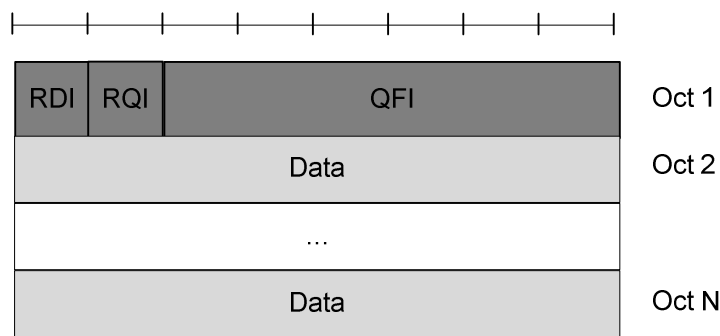 RDI RQI QFI Oct 1
Data Oct 2
...
Data Oct N